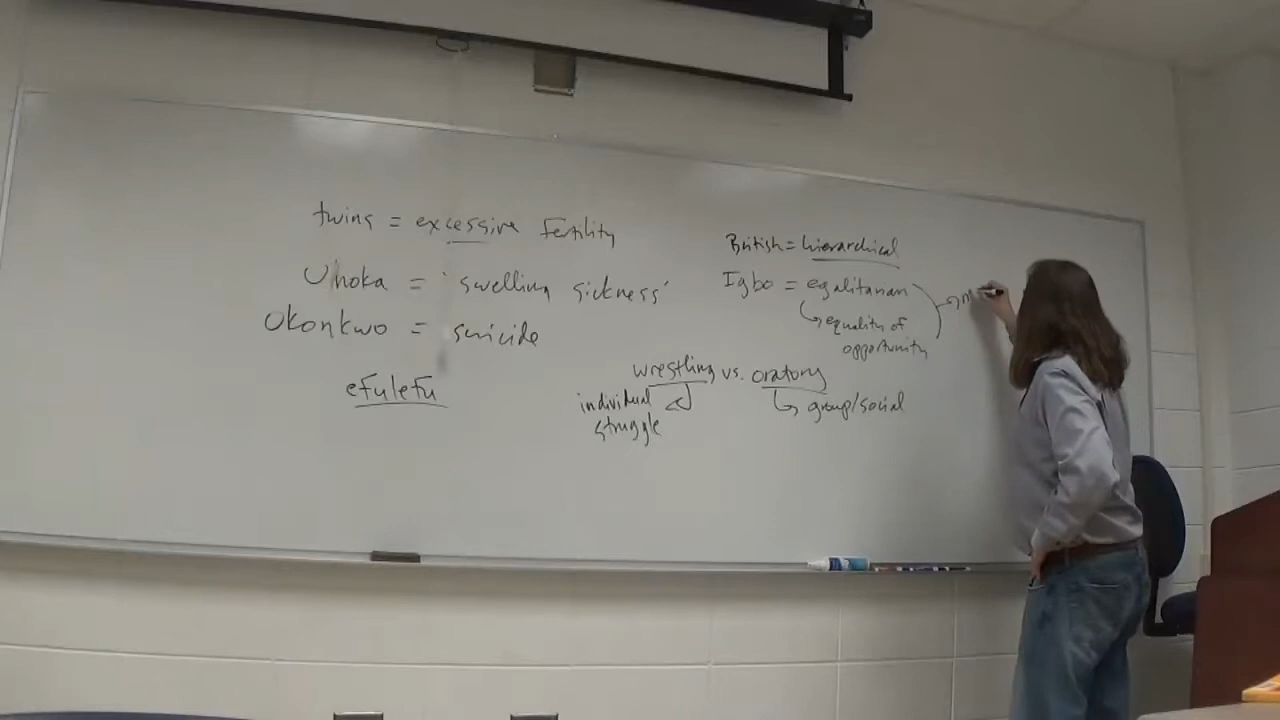 twins = excessive fertility
Unoka = 'swelling sickness'
Okonkwo = suicide
efulefu
British = hierarchical
Igbo = egalitarian
equality of
opportunity
wrestling vs. oratory
individual
struggle
group/social